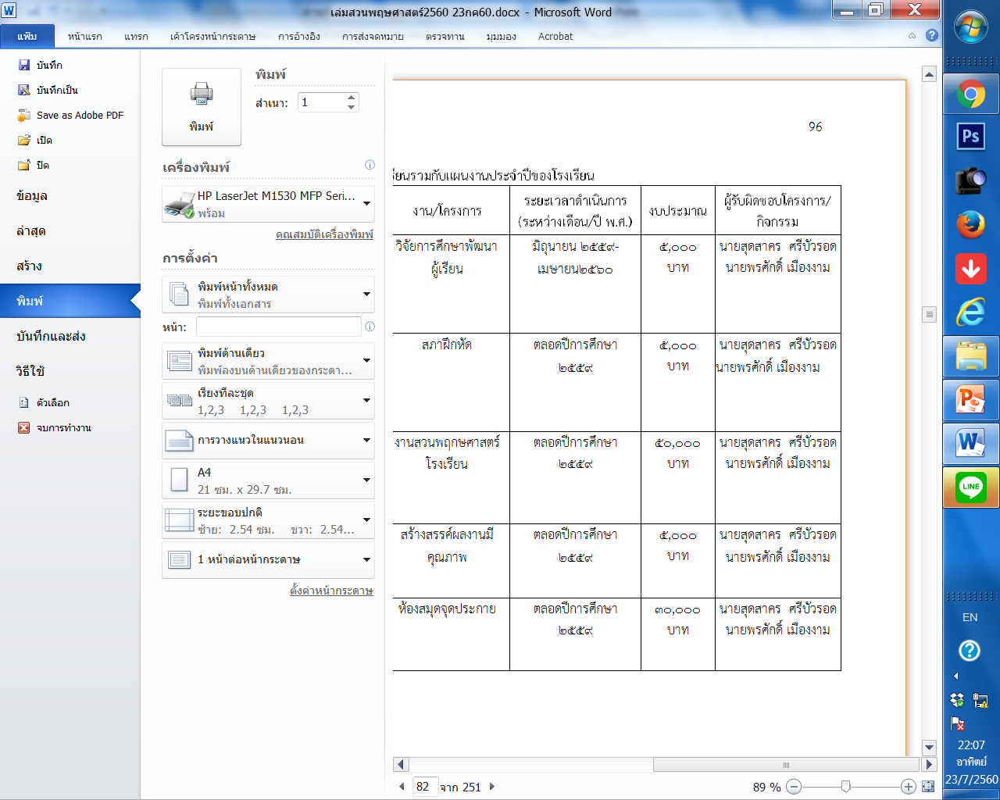 เล่มสวนพฤษศาสตร์2560 23กค60.docx - Microsoft Word
แฟ้ม หน้าแรก แทรก เค้าโครงหน้ากระดาษ การอ้างอิง การส่งจดหมาย ตรวจทาน มุมมอง Acrobat
บันทึก
บันทึกเป็น
Save as Adobe PDF
เปิด
ปิด
ข้อมูล
ล่าสุด
สร้าง
พิมพ์
บันทึกและส่ง
วิธีใช้
ตัวเลือก
จบการทำงาน
พิมพ์
พิมพ์
สำเนา: 1
เครื่องพิมพ์
HP LaserJet M1530 MFP Seri...
พร้อม
คุณสมบัติเครื่องพิมพ์
การตั้งค่า
พิมพ์หน้าทั้งหมด
พิมพ์ทั้งเอกสาร
หน้า:
พิมพ์ด้านเดียว
พิมพ์ลงบนด้านเดียวของกระดา...
เรียงทีละชุด
1,2,3 1,2,3 1,2,3
การวางแนวในแนวนอน
A4
21 ซม. x 29.7 ซม.
ระยะขอบปกติ
ซ้าย: 2.54 ซม. ขวา: 2.54...
1 หน้าต่อหน้ากระดาษ
ตั้งค่าหน้ากระดาษ
96
รียนรวมกับแผนงานประจำปีของโรงเรียน
งาน/โครงการ
ระยะเวลาดำเนินการ
(ระหว่างเดือน/ปี พ.ศ.)
งบประมาณ
ผู้รับผิดชอบโครงการ/
กิจกรรม
วิจัยการศึกษาพัฒนา
ผู้เรียน
มิถุนายน ๒๕๕๙-
เมษายน๒๕๖๐
๕,๐๐๐
บาท
นายสุดสาคร ศรีบัวรอด
นายพรศักดิ์ เมืองงาม
สภาฝึกหัด
ตลอดปีการศึกษา
๒๕๕๙
๕,๐๐๐
บาท
นายสุดสาคร ศรีบัวรอด
นายพรศักดิ์ เมืองงาม
งานสวนพฤกษศาสตร์
โรงเรียน
ตลอดปีการศึกษา
๒๕๕๙
๕๐,๐๐๐
บาท
นายสุดสาคร ศรีบัวรอด
นายพรศักดิ์ เมืองงาม
สร้างสรรค์ผลงานมี
คุณภาพ
ตลอดปีการศึกษา
๒๕๕๙
๕,๐๐๐
บาท
นายสุดสาคร ศรีบัวรอด
นายพรศักดิ์ เมืองงาม
ห้องสมุดจุดประกาย
ตลอดปีการศึกษา
๒๕๕๙
๓๐,๐๐๐
บาท
นายสุดสาคร ศรีบัวรอด
นายพรศักดิ์ เมืองงาม
82 จาก 251
89 %
Ps
LINE
EN
22:07
อาทิตย์
23/7/2560